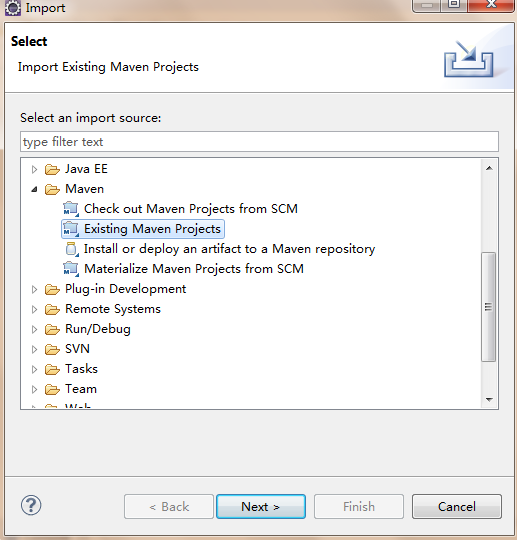 Import
Select
Import Existing Maven Projects
Select an import source:
type filter text
Java EE
Maven
Check out Maven Projects from SCM
Existing Maven Projects
Install or deploy an artifact to a Maven repository
Materialize Maven Projects from SCM
Plug-in Development
Remote Systems
Run/Debug
SVN
Tasks
Team
Web
?
< Back
Next >
Finish
Cancel